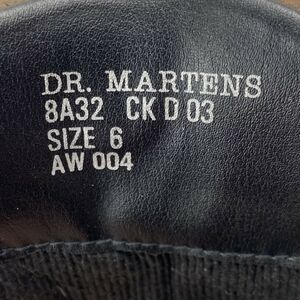 DR. MARTENS
8A32 CK D 03
SIZE 6
AW 004